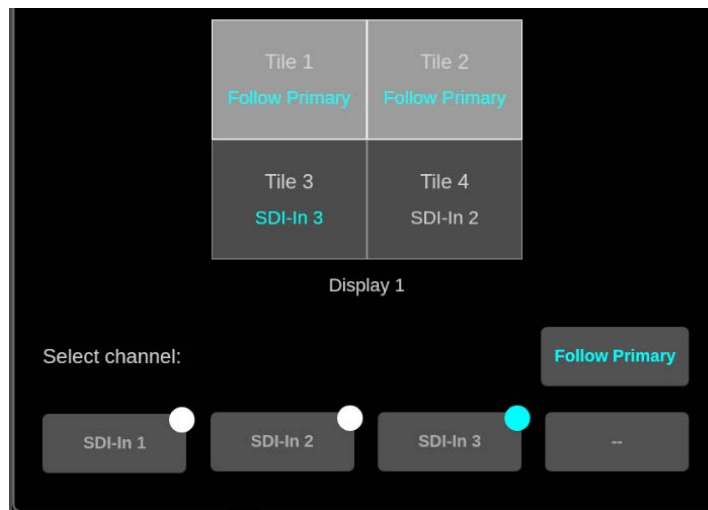 Tile 1
Tile 2
Follow Primary
Follow Primary
Tile 3
Tile 4
SDI-In 3
SDI-In 2
Display 1
Select channel:
Follow Primary
SDI-In 1
SDI-In 2
SDI-In 3
--